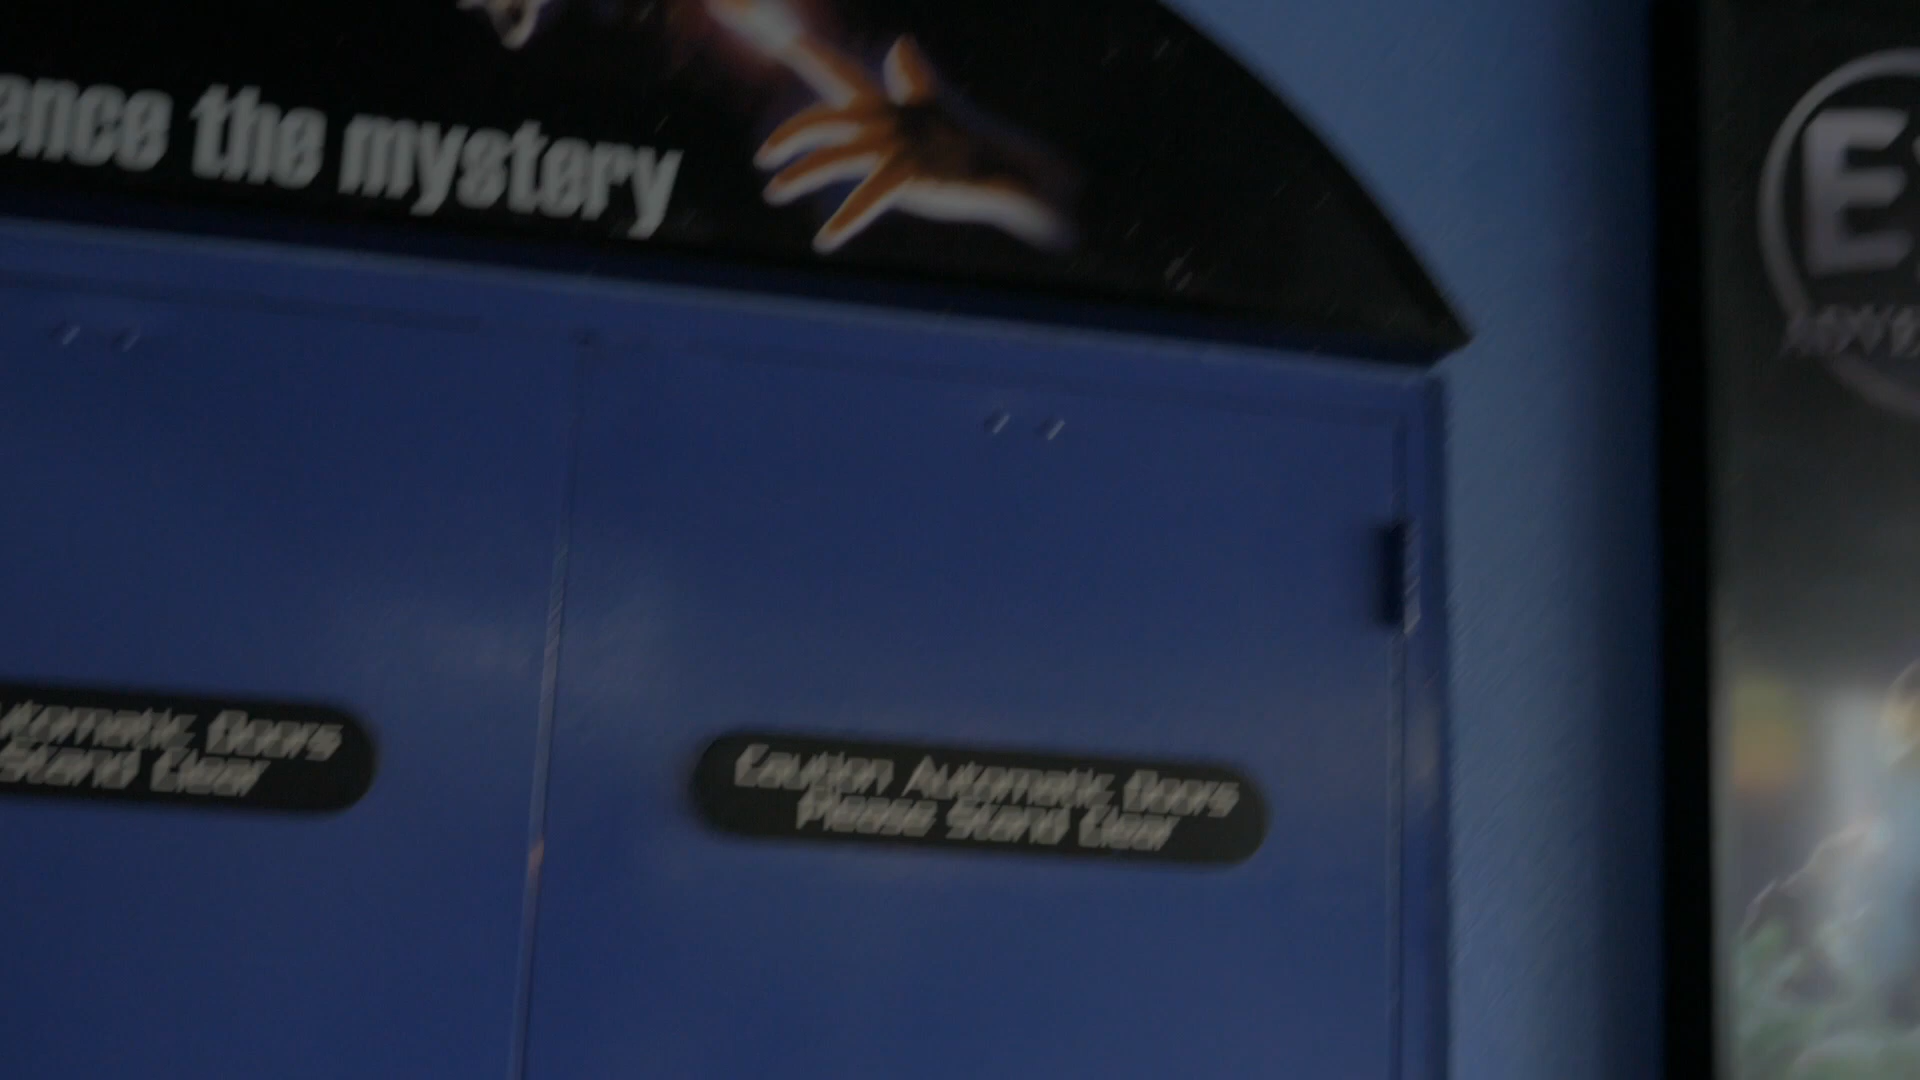 the mystery
Automatic Doors
Stand Clear
Caution Automatic Doors
Please Stand Clear